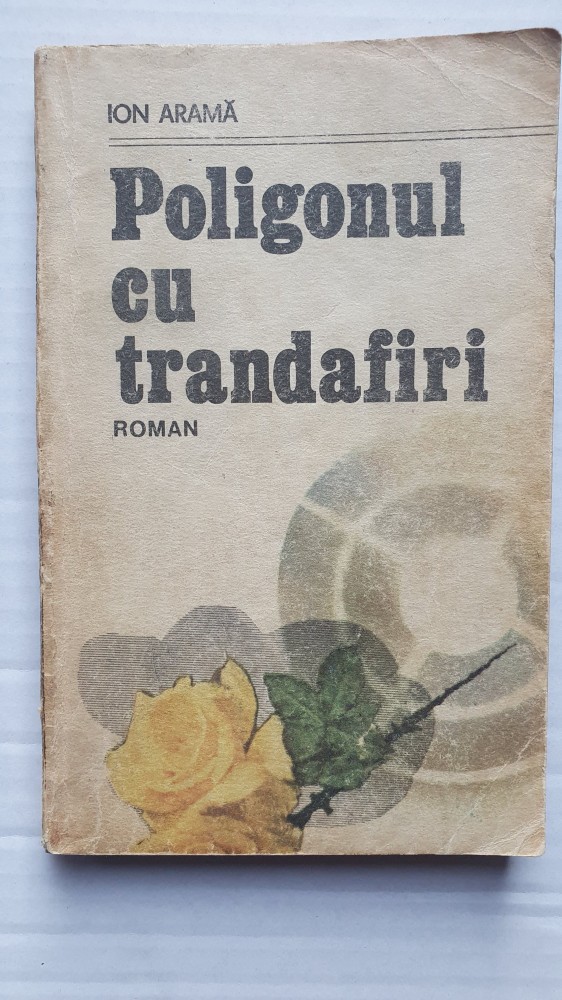 ION ARAMĂ
Poligonul
cu
trandafiri
ROMAN